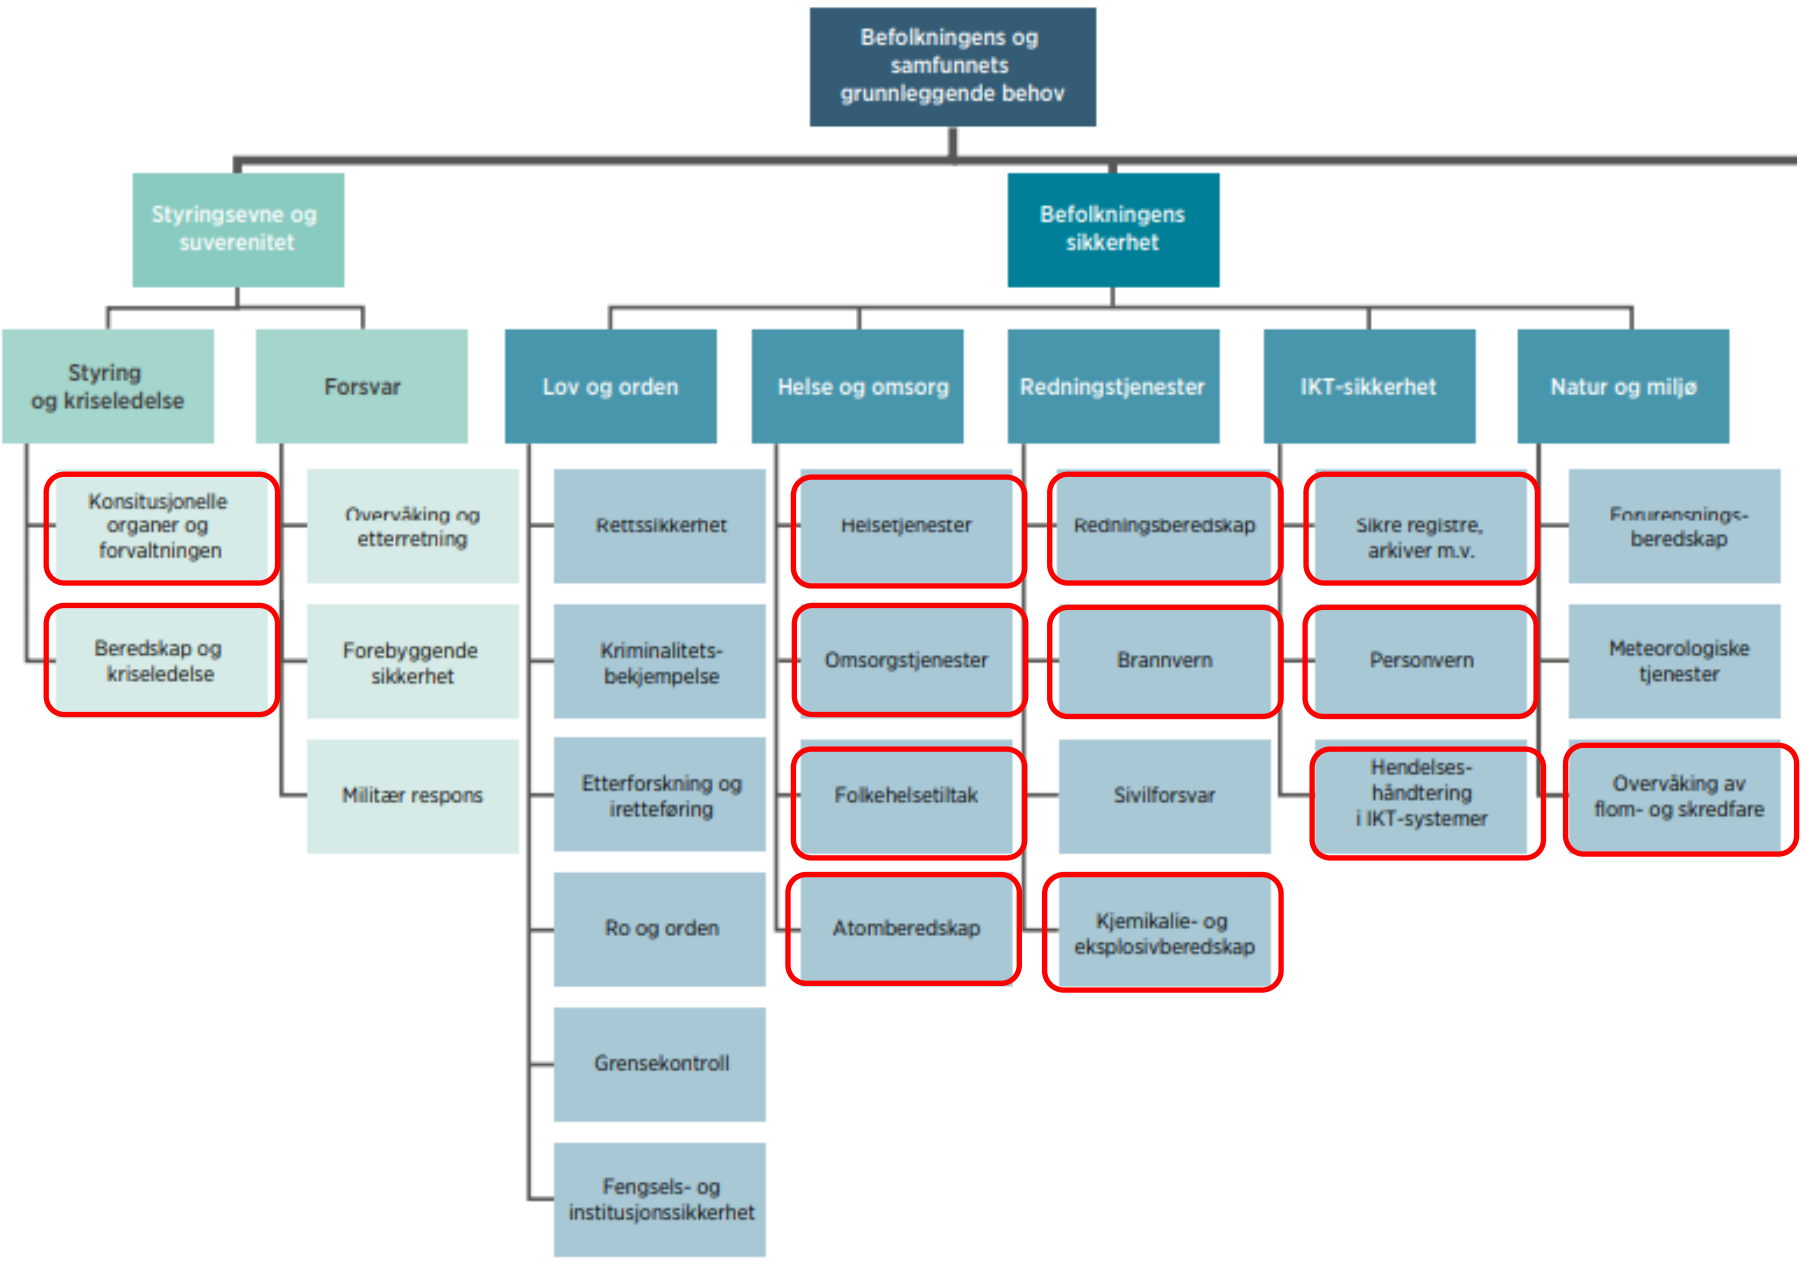 Befolkningens og
samfunnets
grunnleggende behov
Styringsevne og
suverenitet
Befolkningens
sikkerhet
Styring
og kriseledelse
Forsvar
Lov og orden
Helse og omsorg
Redningstjenester
IKT-sikkerhet
Natur og miljø
Konsitusjonelle
organer og
forvaltningen
Beredskap og
kriseledelse
Overvåking og
etterretning
Forebyggende
sikkerhet
Militær respons
Rettssikkerhet
Kriminalitets-
bekjempelse
Etterforskning og
iretteføring
Ro og orden
Grensekontroll
Fengsels- og
institusjonssikkerhet
Helsetjenester
Omsorgstjenester
Folkehelsetiltak
Atomberedskap
Redningsberedskap
Brannvern
Sivilforsvar
Kjemikalie- og
eksplosivberedskap
Sikre registre,
arkiver m.v.
Personvern
Hendelses-
håndtering
i IKT-systemer
Forurensnings-
beredskap
Meteorologiske
tjenester
Overvåking av
flom- og skredfare